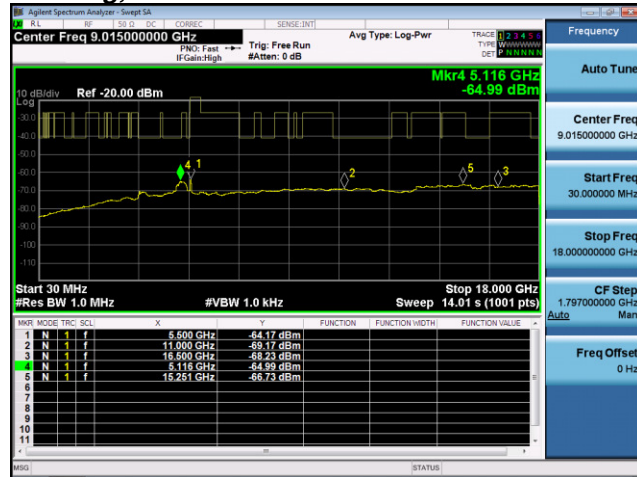 Agilent Spectrum Analyzer - Swept SA
LXI RL RF 50 Ω DC CORREC SENSE:INT
Center Freq 9.015000000 GHz
PNO: Fast
IFGain:High
Trig: Free Run
#Atten: 0 dB
Avg Type: Log-Pwr
TRACE 1 2 3 4 5 6
TYPE WWWWWW
DET P N N N N N
Mkr4 5.116 GHz
-64.99 dBm
10 dB/div Ref -20.00 dBm
Log
-30.0
-40.0
-50.0
-60.0
-70.0
-80.0
-90.0
-100
-110
4 1 2 5 3
Start 30 MHz
Stop 18.000 GHz
#Res BW 1.0 MHz #VBW 1.0 kHz Sweep 14.01 s (1001 pts)
MKR MODE TRC SCL X Y FUNCTION FUNCTION WIDTH FUNCTION VALUE
1 N 1 f 5.500 GHz -64.17 dBm
2 N 1 f 11.000 GHz -69.17 dBm
3 N 1 f 16.500 GHz -68.23 dBm
4 N 1 f 5.116 GHz -64.99 dBm
5 N 1 f 15.251 GHz -66.73 dBm
6
7
8
9
10
11
MSG STATUS
Frequency
Auto Tune
Center Freq
9.015000000 GHz
Start Freq
30.000000 MHz
Stop Freq
18.000000000 GHz
CF Step
1.797000000 GHz
Auto Man
Freq Offset
0 Hz